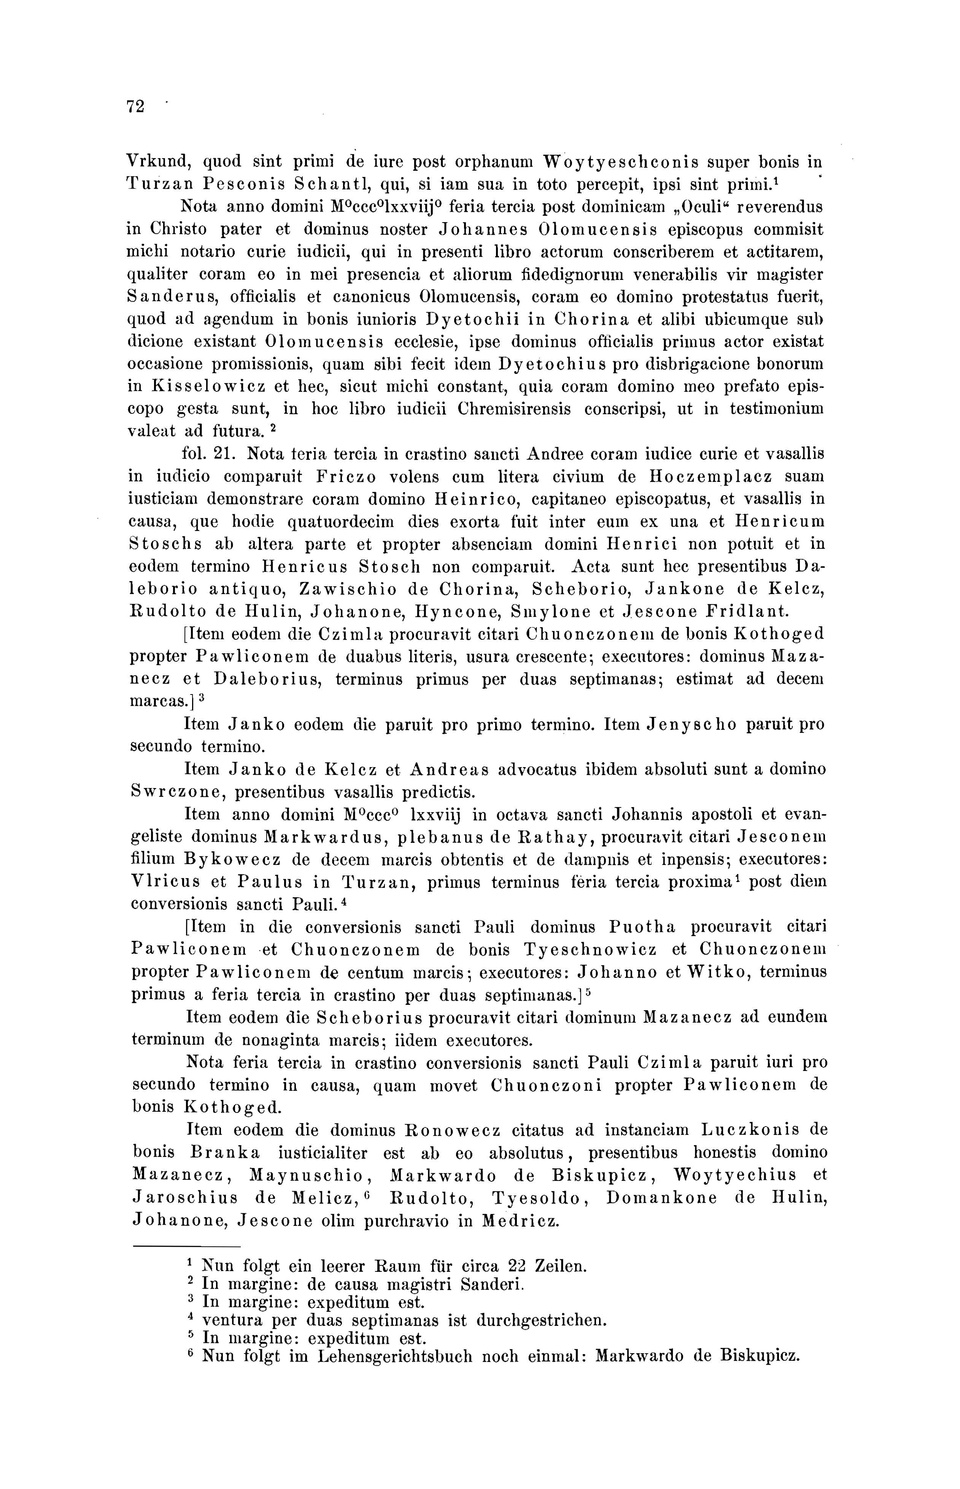 72
Vrkund, quod sint primi de iure post orphanum Woytyeschconis super bonis in
Turzan Pesconis Schantl, qui, si iam sua in toto percepit, ipsi sint primi.¹
Nota anno domini M⁰ccc⁰lxxviij⁰ feria tercia post dominicam „Oculi“ reverendus
in Christo pater et dominus noster Johannes Olomucensis episcopus commisit
michi notario curie iudicii, qui in presenti libro actorum conscriberem et actitarem,
qualiter coram eo in mei presencia et aliorum fidedignorum venerabilis vir magister
Sanderus, officialis et canonicus Olomucensis, coram eo domino protestatus fuerit,
quod ad agendum in bonis iunioris Dyetochii in Chorina et alibi ubicumque sub
dicione existant Olomucensis ecclesie, ipse dominus officialis primus actor existat
occasione promissionis, quam sibi fecit idem Dyetochius pro disbrigacione bonorum
in Kisselowicz et hec, sicut michi constant, quia coram domino meo prefato epis-
copo gesta sunt, in hoc libro iudicii Chremisirensis conscripsi, ut in testimonium
valeat ad futura. ²
fol. 21. Nota feria tercia in crastino sancti Andree coram iudice curie et vasallis
in iudicio comparuit Friczo volens cum litera civium de Hoczemplacz suam
iusticiam demonstrare coram domino Heinrico, capitaneo episcopatus, et vasallis in
causa, que hodie quatuordecim dies exorta fuit inter eum ex una et Henricum
Stoschs ab altera parte et propter absenciam domini Henrici non potuit et in
eodem termino Henricus Stosch non comparuit. Acta sunt hec presentibus Da-
leborio antiquo, Zawischio de Chorina, Scheborio, Jankone de Kelcz,
Rudolto de Hulin, Johanone, Hyncone, Smylone et Jescone Fridlant.
[Item eodem die Czimla procuravit citari Chuonczonem de bonis Kothoged
propter Pawliconem de duabus literis, usura crescente; executores: dominus Maza-
necz et Daleborius, terminus primus per duas septimanas; estimat ad decem
marcas.] ³
Item Janko eodem die paruit pro primo termino. Item Jenyscho paruit pro
secundo termino.
Item Janko de Kelcz et Andreas advocatus ibidem absoluti sunt a domino
Swrczone, presentibus vasallis predictis.
Item anno domini M⁰ccc⁰ lxxviij in octava sancti Johannis apostoli et evan-
geliste dominus Markwardus, plebanus de Rathay, procuravit citari Jesconem
filium Bykowecz de decem marcis obtentis et de dampnis et inpensis; executores:
Vlricus et Paulus in Turzan, primus terminus feria tercia proxima¹ post diem
conversionis sancti Pauli.⁴
[Item in die conversionis sancti Pauli dominus Puotha procuravit citari
Pawliconem et Chuonczonem de bonis Tyeschnowicz et Chuonczonem
propter Pawliconem de centum marcis; executores: Johanno et Witko, terminus
primus a feria tercia in crastino per duas septimanas.]⁵
Item eodem die Scheborius procuravit citari dominum Mazanecz ad eundem
terminum de nonaginta marcis; iidem executores.
Nota feria tercia in crastino conversionis sancti Pauli Czimla paruit iuri pro
secundo termino in causa, quam movet Chuonczoni propter Pawliconem de
bonis Kothoged.
Item eodem die dominus Ronowecz citatus ad instanciam Luczkonis de
bonis Branka iusticialiter est ab eo absolutus, presentibus honestis domino
Mazanecz, Maynuschio, Markwardo de Biskupicz, Woytyechius et
Jaroschius de Melicz,⁶ Rudolto, Tyesoldo, Domankone de Hulin,
Johanone, Jescone olim purchravio in Medricz.
¹ Nun folgt ein leerer Raum für circa 22 Zeilen.
² In margine: de causa magistri Sanderi.
³ In margine: expeditum est.
⁴ ventura per duas septimanas ist durchgestrichen.
⁵ In margine: expeditum est.
⁶ Nun folgt im Lehensgerichtsbuch noch einmal: Markwardo de Biskupicz.